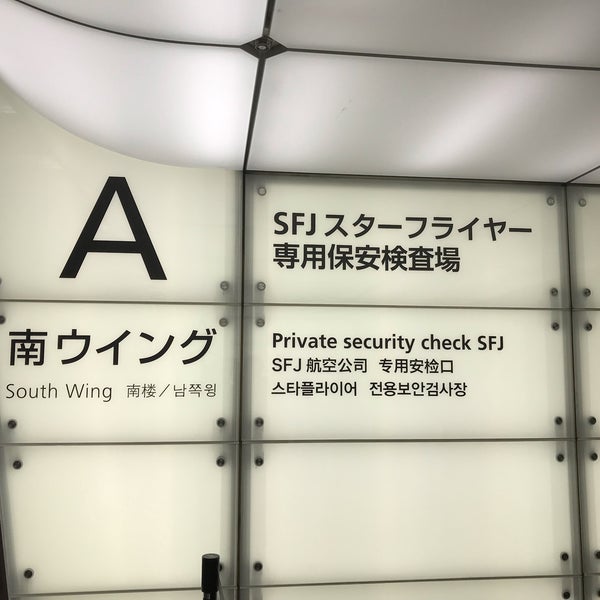 A
南ウイング
South Wing 南楼／남쪽윙
SFJ スターフライヤー
専用保安検査場
Private security check SFJ
SFJ 航空公司 专用安检口
스타플라이어 전용보안검사장